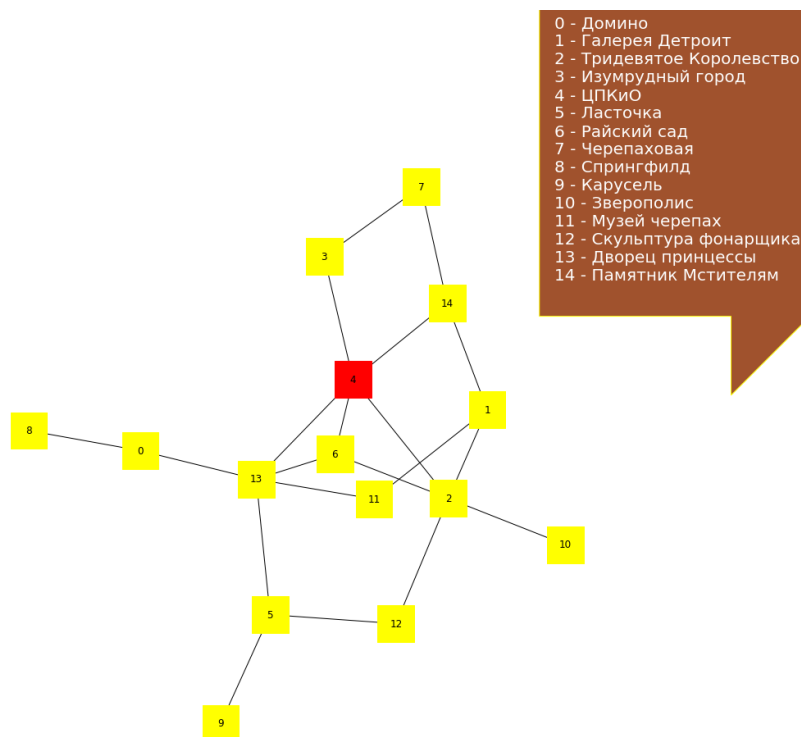 0 - Домино
1 - Галерея Детроит
2 - Тридевятое Королевство
3 - Изумрудный город
4 - ЦПКиО
5 - Ласточка
6 - Райский сад
7 - Черепаховая
8 - Спрингфилд
9 - Карусель
10 - Зверополис
11 - Музей черепах
12 - Скульптура фонарщика
13 - Дворец принцессы
14 - Памятник Мстителям
7
3
14
4
1
8
0
6
13
11
2
10
5
12
9